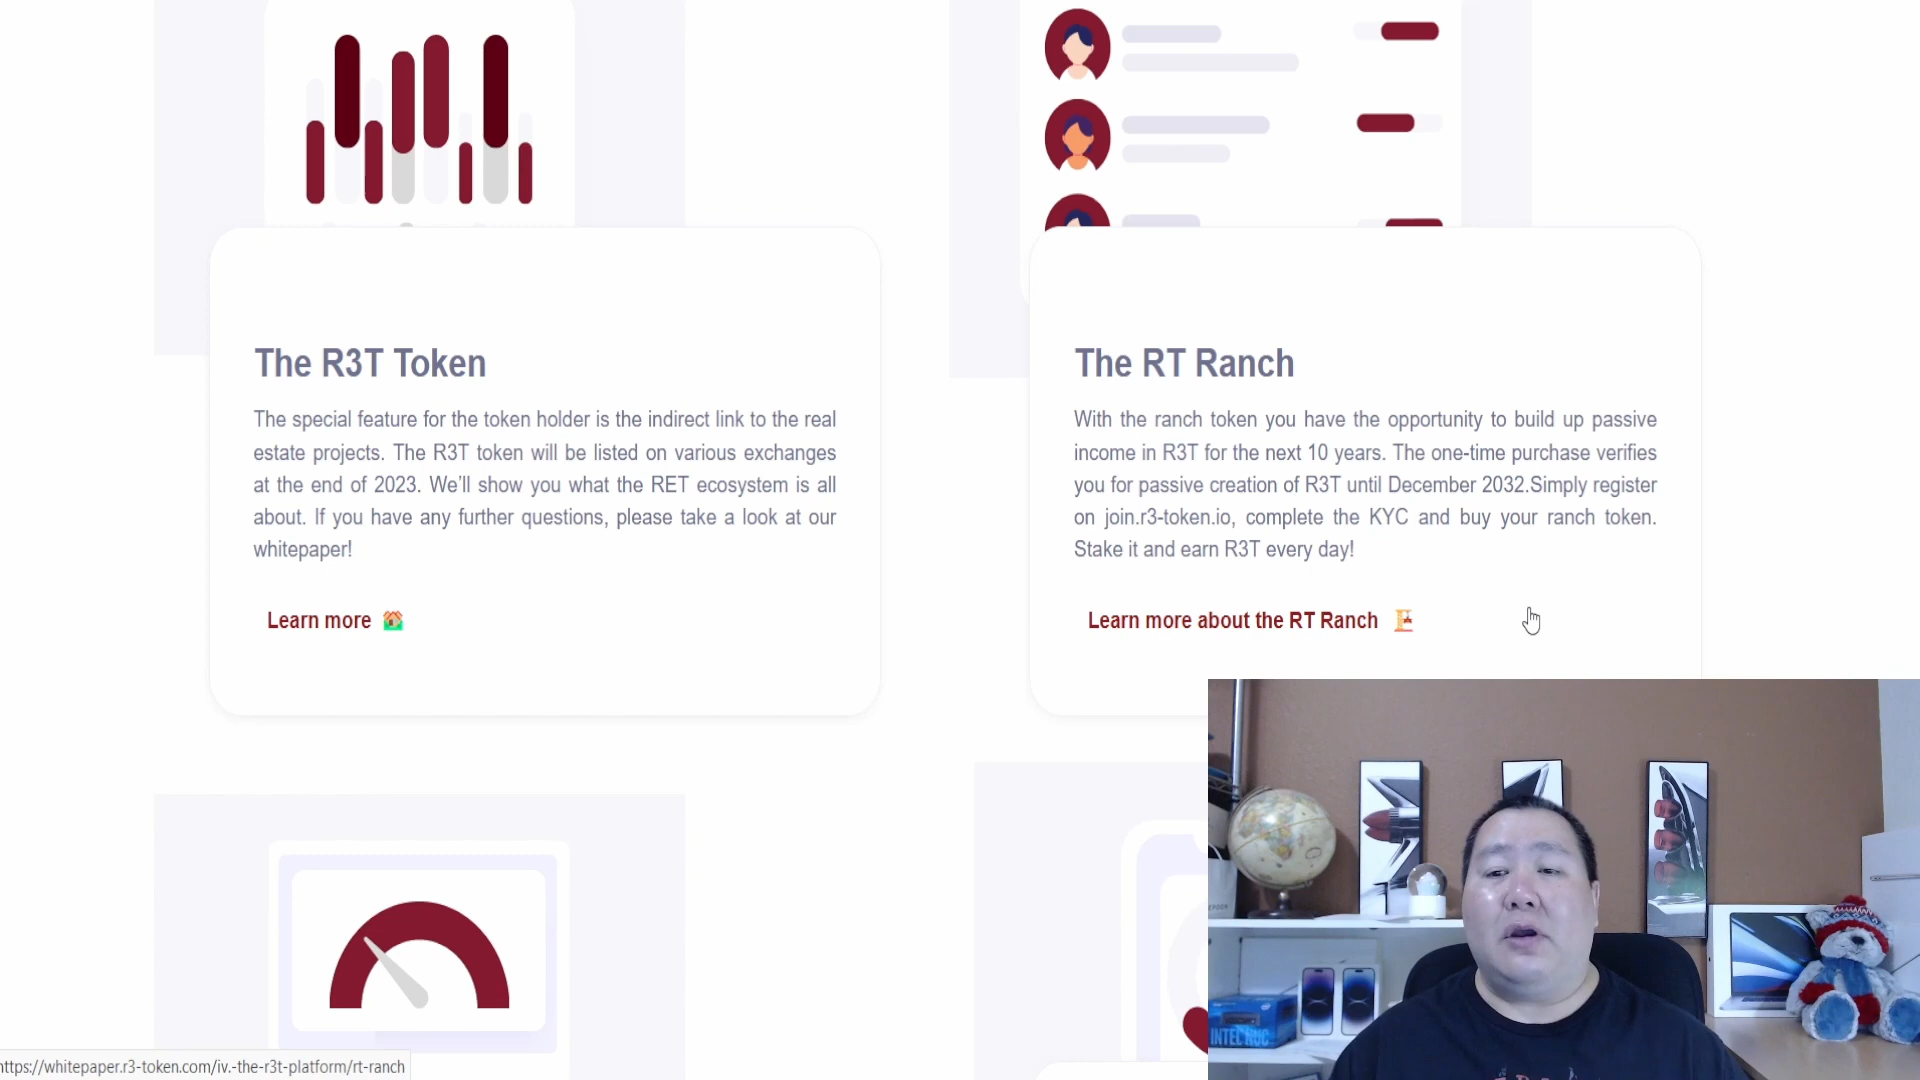 The R3T Token
The special feature for the token holder is the indirect link to the real
estate projects. The R3T token will be listed on various exchanges
at the end of 2023. We'll show you what the RET ecosystem is all
about. If you have any further questions, please take a look at our
whitepaper!
Learn more
The RT Ranch
With the ranch token you have the opportunity to build up passive
income in R3T for the next 10 years. The one-time purchase verifies
you for passive creation of R3T until December 2032.Simply register
on join.r3-token.io, complete the KYC and buy your ranch token.
Stake it and earn R3T every day!
Learn more about the RT Ranch
INTEL NUC
https://whitepaper.r3-token.com/iv.-the-r3t-platform/rt-ranch